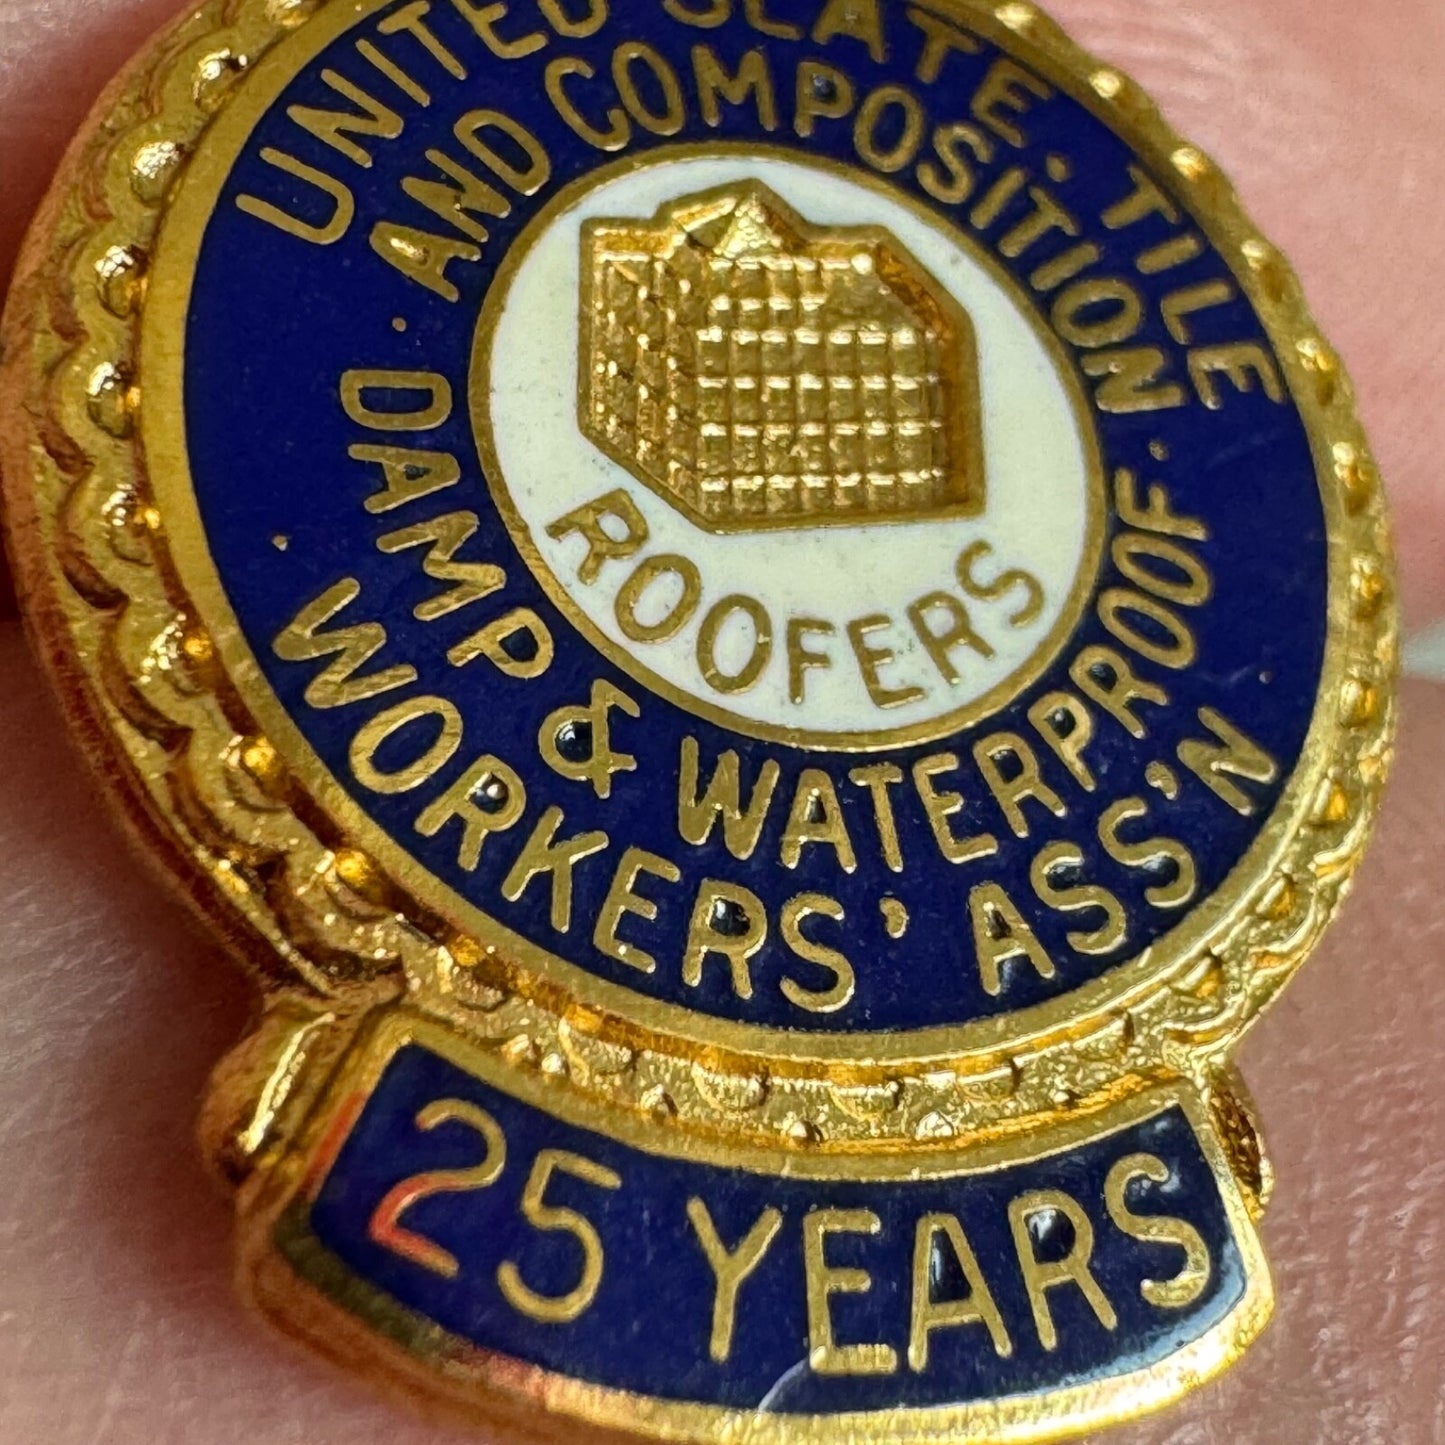 UNITED SLATE. TILE
AND COMPOSITION
ROOFERS
· DAMP & WATERPROOF ·
· WORKERS' ASS'N ·
25 YEARS